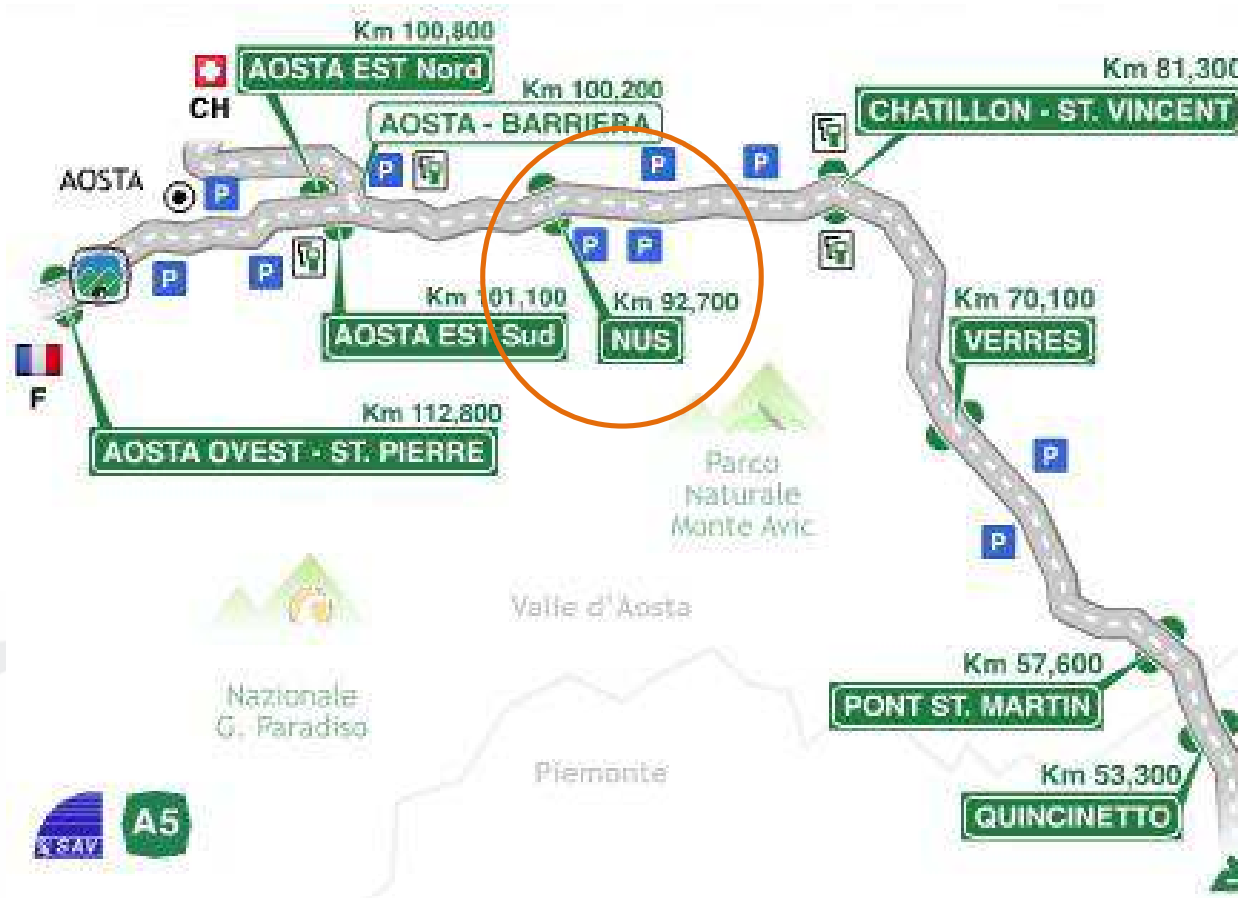 Km 100,800
AOSTA EST Nord
CH
Km 100,200
AOSTA - BARRIERA
Km 81,300
CHATILLON - ST. VINCENT
AOSTA
P
P
P
P
P
P
P
P
Km 101,100
AOSTA EST Sud
Km 92,700
NUS
Km 70,100
VERRES
F
Km 112,800
AOSTA OVEST - ST. PIERRE
Parco
Naturale
Monte Avic
P
P
Valle d'Aosta
Nazionale
G. Paradiso
Km 57,600
PONT ST. MARTIN
Piemonte
Km 53,300
QUINCINETTO
SAV
A5